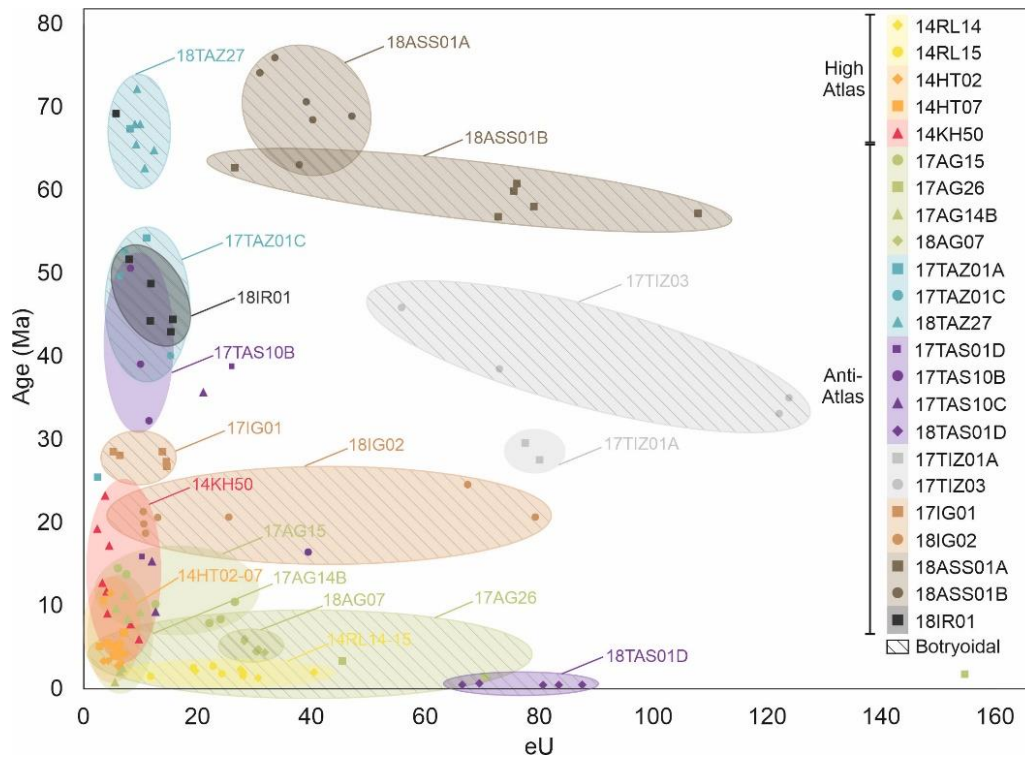 80
70
60
50
40
30
20
10
0
Age (Ma)
0
20
40
60
80
100
120
140
160
eU
18TAZ27
18ASS01A
18ASS01B
17TAZ01C
18IR01
17TAS10B
17TIZ03
17IG01
18IG02
17TIZ01A
14KH50
17AG15
14HT02-07
17AG14B
18AG07
17AG26
14RL14-15
18TAS01D
High
Atlas
Anti-
Atlas
14RL14
14RL15
14HT02
14HT07
14KH50
17AG15
17AG26
17AG14B
18AG07
17TAZ01A
17TAZ01C
18TAZ27
17TAS01D
17TAS10B
17TAS10C
18TAS01D
17TIZ01A
17TIZ03
17IG01
18IG02
18ASS01A
18ASS01B
18IR01
Botryoidal